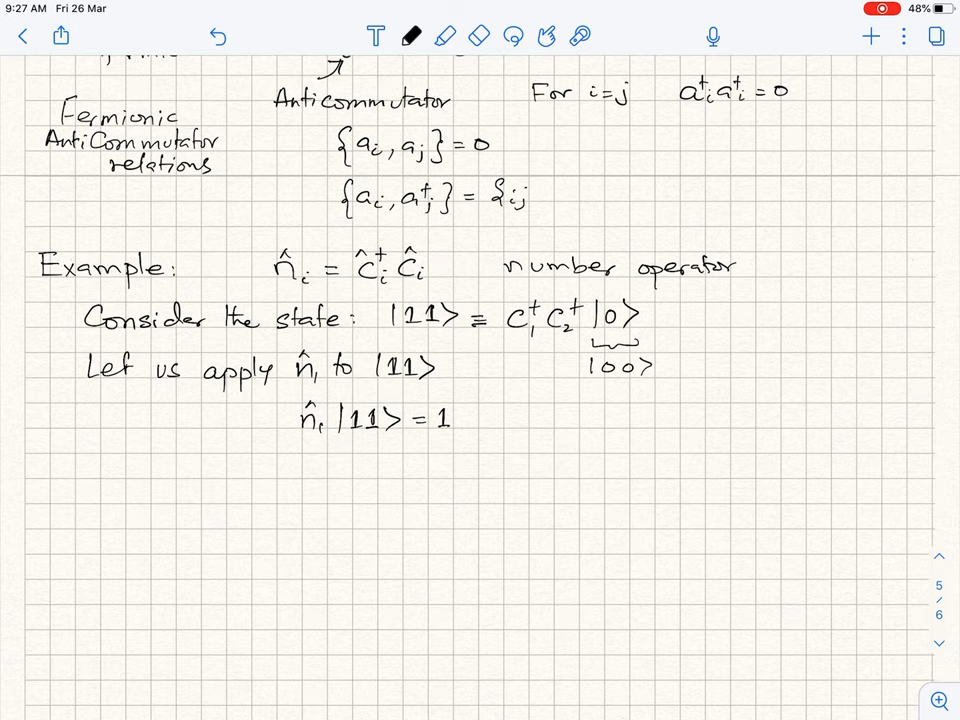 9:27 AM Fri 26 Mar
48%
T
Anticommutator
For i=j a†i a†i = 0
Fermionic
AntiCommutator
relations
{ai, aj} = 0
{ai, a†j} = δij
Example: n̂i = ĉ†i ĉi number operator
Consider the state: |11> ≡ c†1 c†2 |0>
|00>
Let us apply n̂1 to |11>
n̂1 |11> = 1
5
/
6